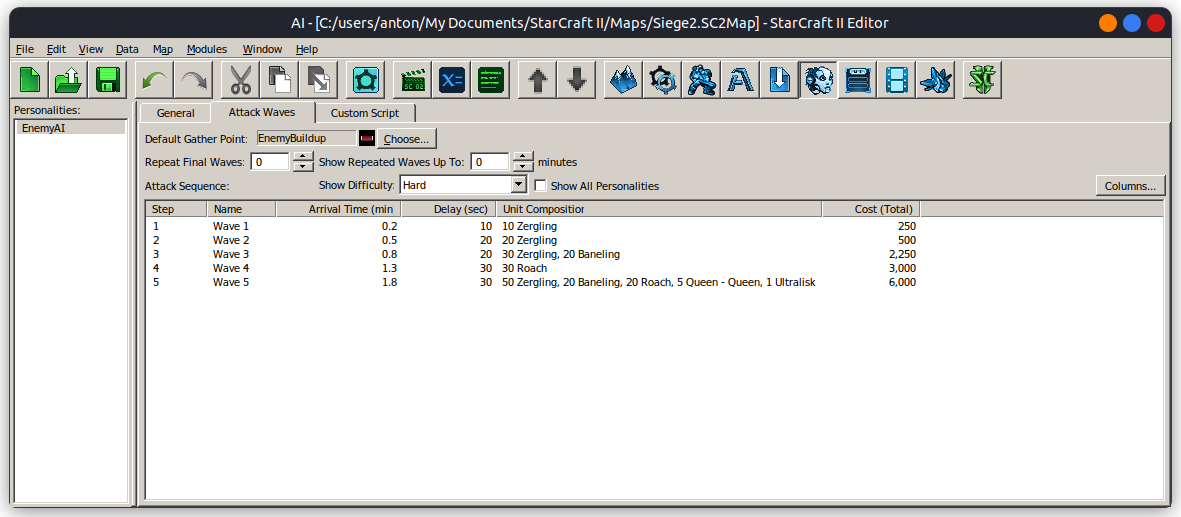 AI - [C:/users/anton/My Documents/StarCraft II/Maps/Siege2.SC2Map] - StarCraft II Editor
File Edit View Data Map Modules Window Help
SC 02 X=
Personalities:
EnemyAI
General Attack Waves Custom Script
Default Gather Point: EnemyBuildup Choose...
Repeat Final Waves: 0 Show Repeated Waves Up To: 0 minutes
Attack Sequence: Show Difficulty: Hard Show All Personalities Columns...
Step Name Arrival Time (min Delay (sec) Unit Composition Cost (Total)
1 Wave 1 0.2 10 10 Zergling 250
2 Wave 2 0.5 20 20 Zergling 500
3 Wave 3 0.8 20 30 Zergling, 20 Baneling 2,250
4 Wave 4 1.3 30 30 Roach 3,000
5 Wave 5 1.8 30 50 Zergling, 20 Baneling, 20 Roach, 5 Queen - Queen, 1 Ultralisk 6,000